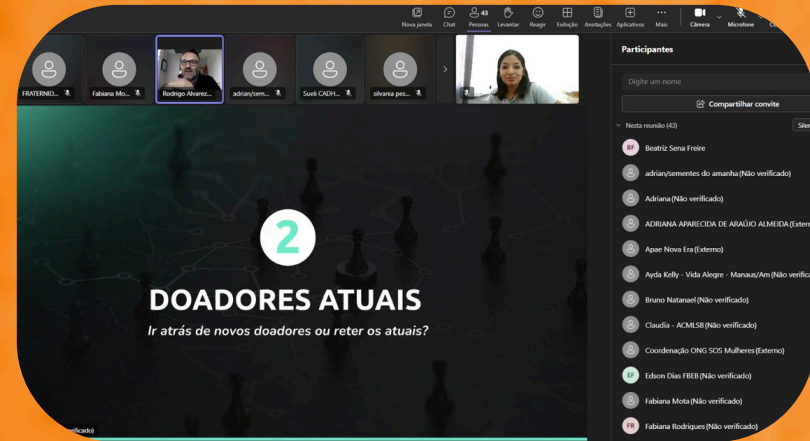 43
Nova janela Chat Pessoas Levantar Reagir Exibição Anotações Aplicativos Mais Câmera Microfone
FRATERNID... Fabiana Mo... Rodrigo Alvarez... adrian/sem... Sueli CADH... silvania pes...
2
DOADORES ATUAIS
Ir atrás de novos doadores ou reter os atuais?
Participantes
Digite um nome
Compartilhar convite
Nesta reunião (43)
BF Beatriz Sena Freire
adrian/sementes do amanha (Não verificado)
Adriana (Não verificado)
ADRIANA APARECIDA DE ARAÚJO ALMEIDA (Extern
Apae Nova Era (Externo)
Ayda Kelly - Vida Alegre - Manaus/Am (Não verifica
Bruno Natanael (Não verificado)
Claudia - ACMLSB (Não verificado)
Coordenação ONG SOS Mulheres (Externo)
EF Edson Dias FBEB (Não verificado)
Fabiana Mota (Não verificado)
FR Fabiana Rodrigues (Não verificado)